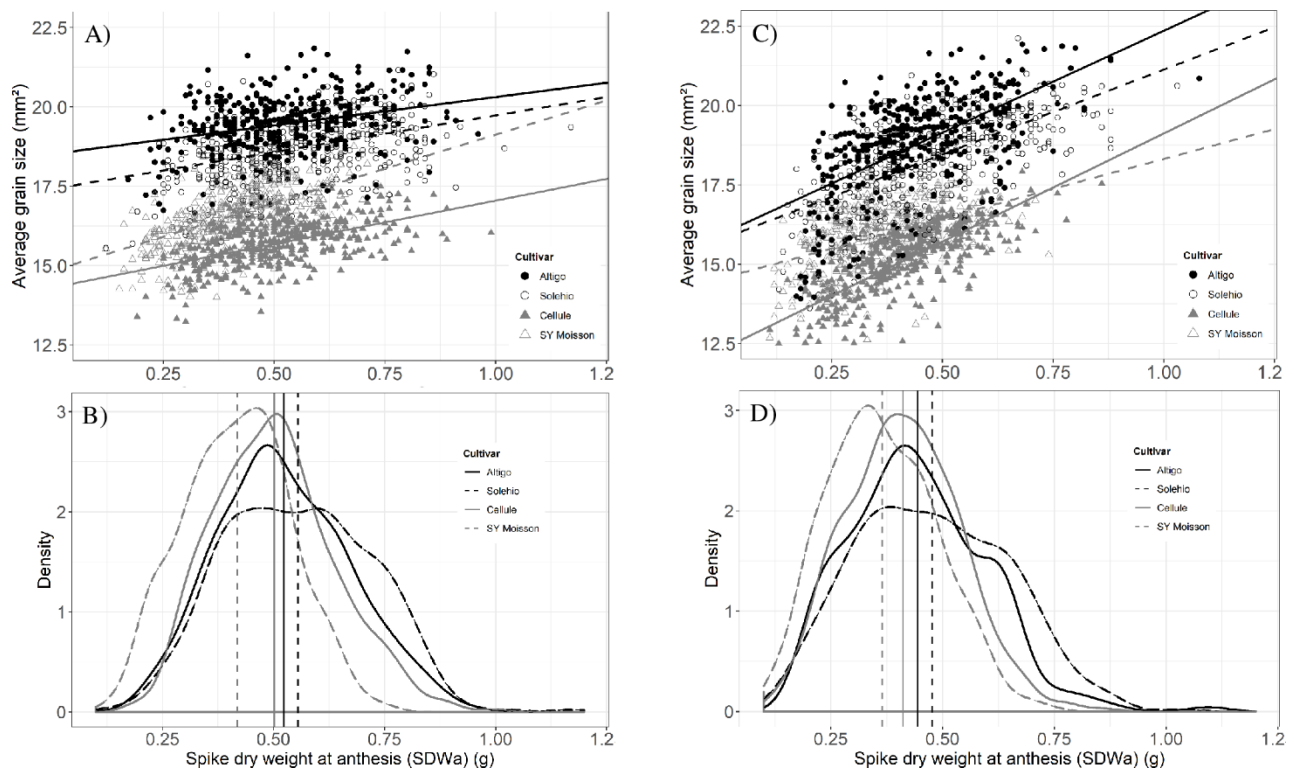 A)
22.5
20.0
17.5
15.0
12.5
Average grain size (mm²)
Cultivar
Altigo
Solehio
Cellule
SY Moisson
0.25
0.50
0.75
1.00
1.2
C)
22.5
20.0
17.5
15.0
12.5
Average grain size (mm²)
Cultivar
Altigo
Solehio
Cellule
SY Moisson
0.25
0.50
0.75
1.00
1.2
B)
3
2
1
0
Density
Cultivar
Altigo
Solehio
Cellule
SY Moisson
0.25
0.50
0.75
1.00
1.2
Spike dry weight at anthesis (SDWa) (g)
D)
3
2
1
0
Density
Cultivar
Altigo
Solehio
Cellule
SY Moisson
0.25
0.50
0.75
1.00
1.2
Spike dry weight at anthesis (SDWa) (g)